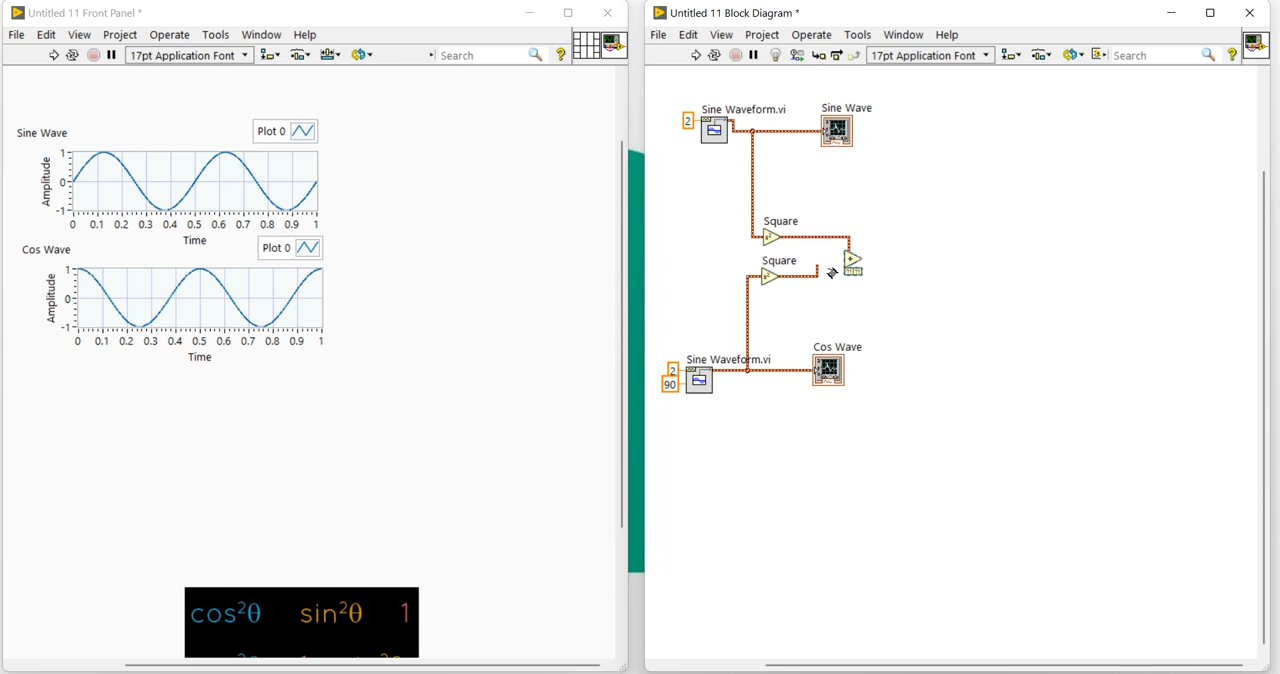 Untitled 11 Front Panel *
File Edit View Project Operate Tools Window Help
17pt Application Font
Search
?
Sine Wave
Plot 0
Amplitude
1
0
-1
0 0.1 0.2 0.3 0.4 0.5 0.6 0.7 0.8 0.9 1
Time
Cos Wave
Plot 0
Amplitude
1
0
-1
0 0.1 0.2 0.3 0.4 0.5 0.6 0.7 0.8 0.9 1
Time
cos²θ sin²θ 1
Untitled 11 Block Diagram *
File Edit View Project Operate Tools Window Help
17pt Application Font
Search
?
Sine Waveform.vi
2
Sine Wave
Square
x²
+
Square
x²
Sine Waveform.vi
2
90
Cos Wave